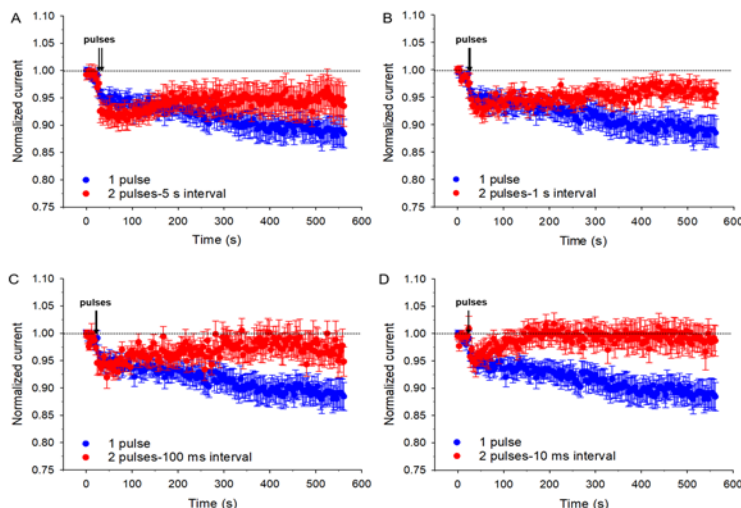 A
pulses
1.10
1.05
1.00
0.95
0.90
0.85
0.80
0.75
Normalized current
1 pulse
2 pulses-5 s interval
0 100 200 300 400 500 600
Time (s)
B
pulses
1.10
1.05
1.00
0.95
0.90
0.85
0.80
0.75
Normalized current
1 pulse
2 pulses-1 s interval
0 100 200 300 400 500 600
Time (s)
C
pulses
1.10
1.05
1.00
0.95
0.90
0.85
0.80
0.75
Normalized current
1 pulse
2 pulses-100 ms interval
0 100 200 300 400 500 600
Time (s)
D
pulses
1.10
1.05
1.00
0.95
0.90
0.85
0.80
0.75
Normalized current
1 pulse
2 pulses-10 ms interval
0 100 200 300 400 500 600
Time (s)